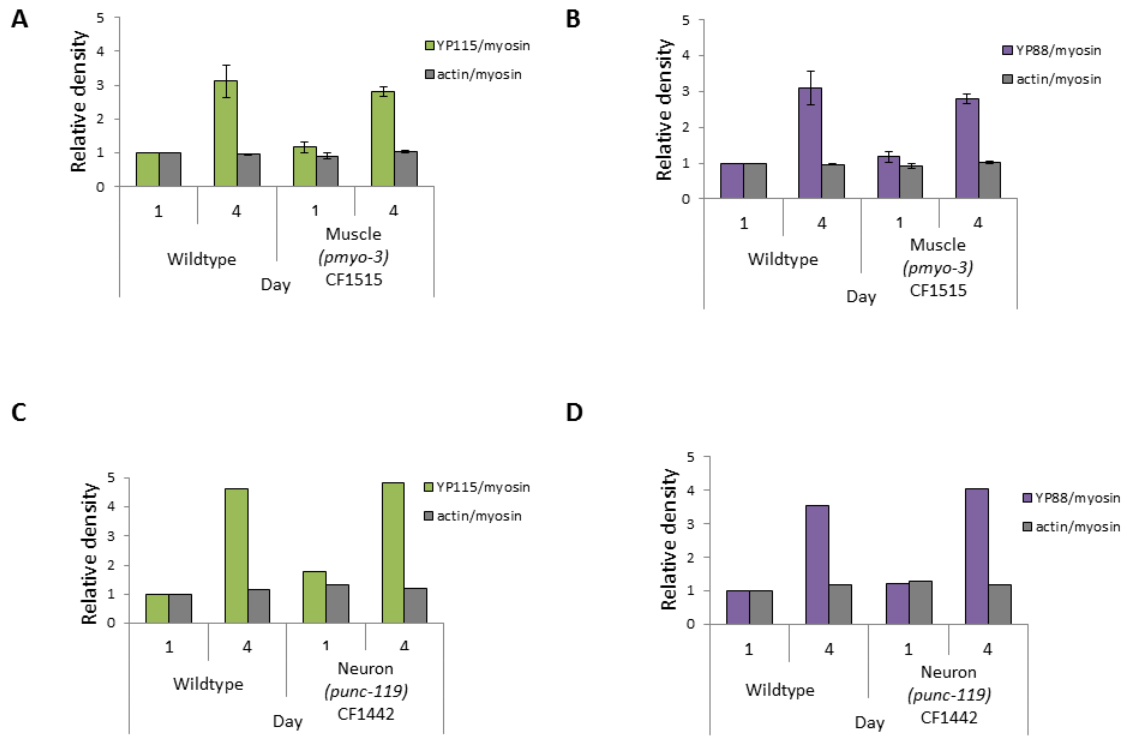 A
Relative density
5
4
3
2
1
0
YP115/myosin
actin/myosin
1 4 1 4
Wildtype
Muscle
(pmyo-3)
CF1515
Day
B
Relative density
5
4
3
2
1
0
YP88/myosin
actin/myosin
1 4 1 4
Wildtype
Muscle
(pmyo-3)
CF1515
Day
C
Relative density
5
4
3
2
1
0
YP115/myosin
actin/myosin
1 4 1 4
Wildtype
Neuron
(punc-119)
CF1442
Day
D
Relative density
5
4
3
2
1
0
YP88/myosin
actin/myosin
1 4 1 4
Wildtype
Neuron
(punc-119)
CF1442
Day